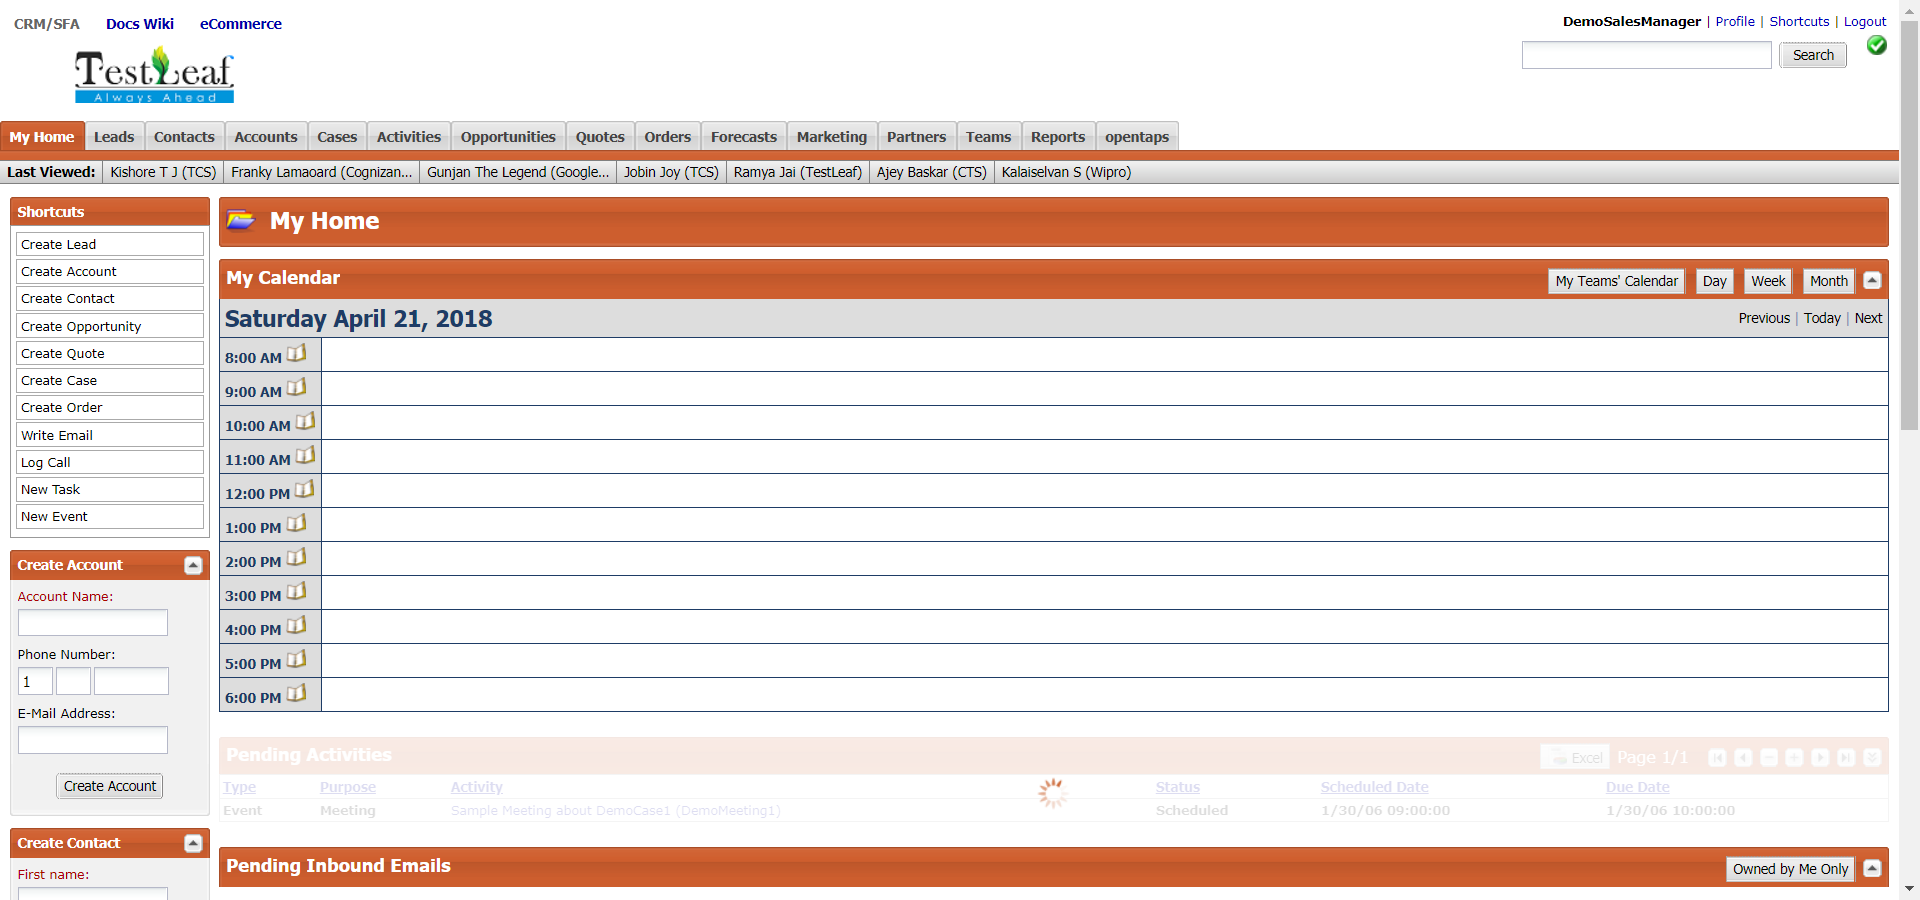 CRM/SFA Docs Wiki eCommerce
DemoSalesManager | Profile | Shortcuts | Logout
Search
TestLeaf
Always Ahead
My Home Leads Contacts Accounts Cases Activities Opportunities Quotes Orders Forecasts Marketing Partners Teams Reports opentaps
Last Viewed: Kishore T J (TCS) Franky Lamaoard (Cognizan... Gunjan The Legend (Google... Jobin Joy (TCS) Ramya Jai (TestLeaf) Ajey Baskar (CTS) Kalaiselvan S (Wipro)
Shortcuts
Create Lead
Create Account
Create Contact
Create Opportunity
Create Quote
Create Case
Create Order
Write Email
Log Call
New Task
New Event
Create Account
Account Name:
Phone Number:
1
E-Mail Address:
Create Account
Create Contact
First name:
My Home
My Calendar My Teams' Calendar Day Week Month
Saturday April 21, 2018 Previous | Today | Next
8:00 AM
9:00 AM
10:00 AM
11:00 AM
12:00 PM
1:00 PM
2:00 PM
3:00 PM
4:00 PM
5:00 PM
6:00 PM
Pending Activities Excel Page 1/1
Type Purpose Activity Status Scheduled Date Due Date
Event Meeting Sample Meeting about DemoCase1 (DemoMeeting1) Scheduled 1/30/06 09:00:00 1/30/06 10:00:00
Pending Inbound Emails Owned by Me Only